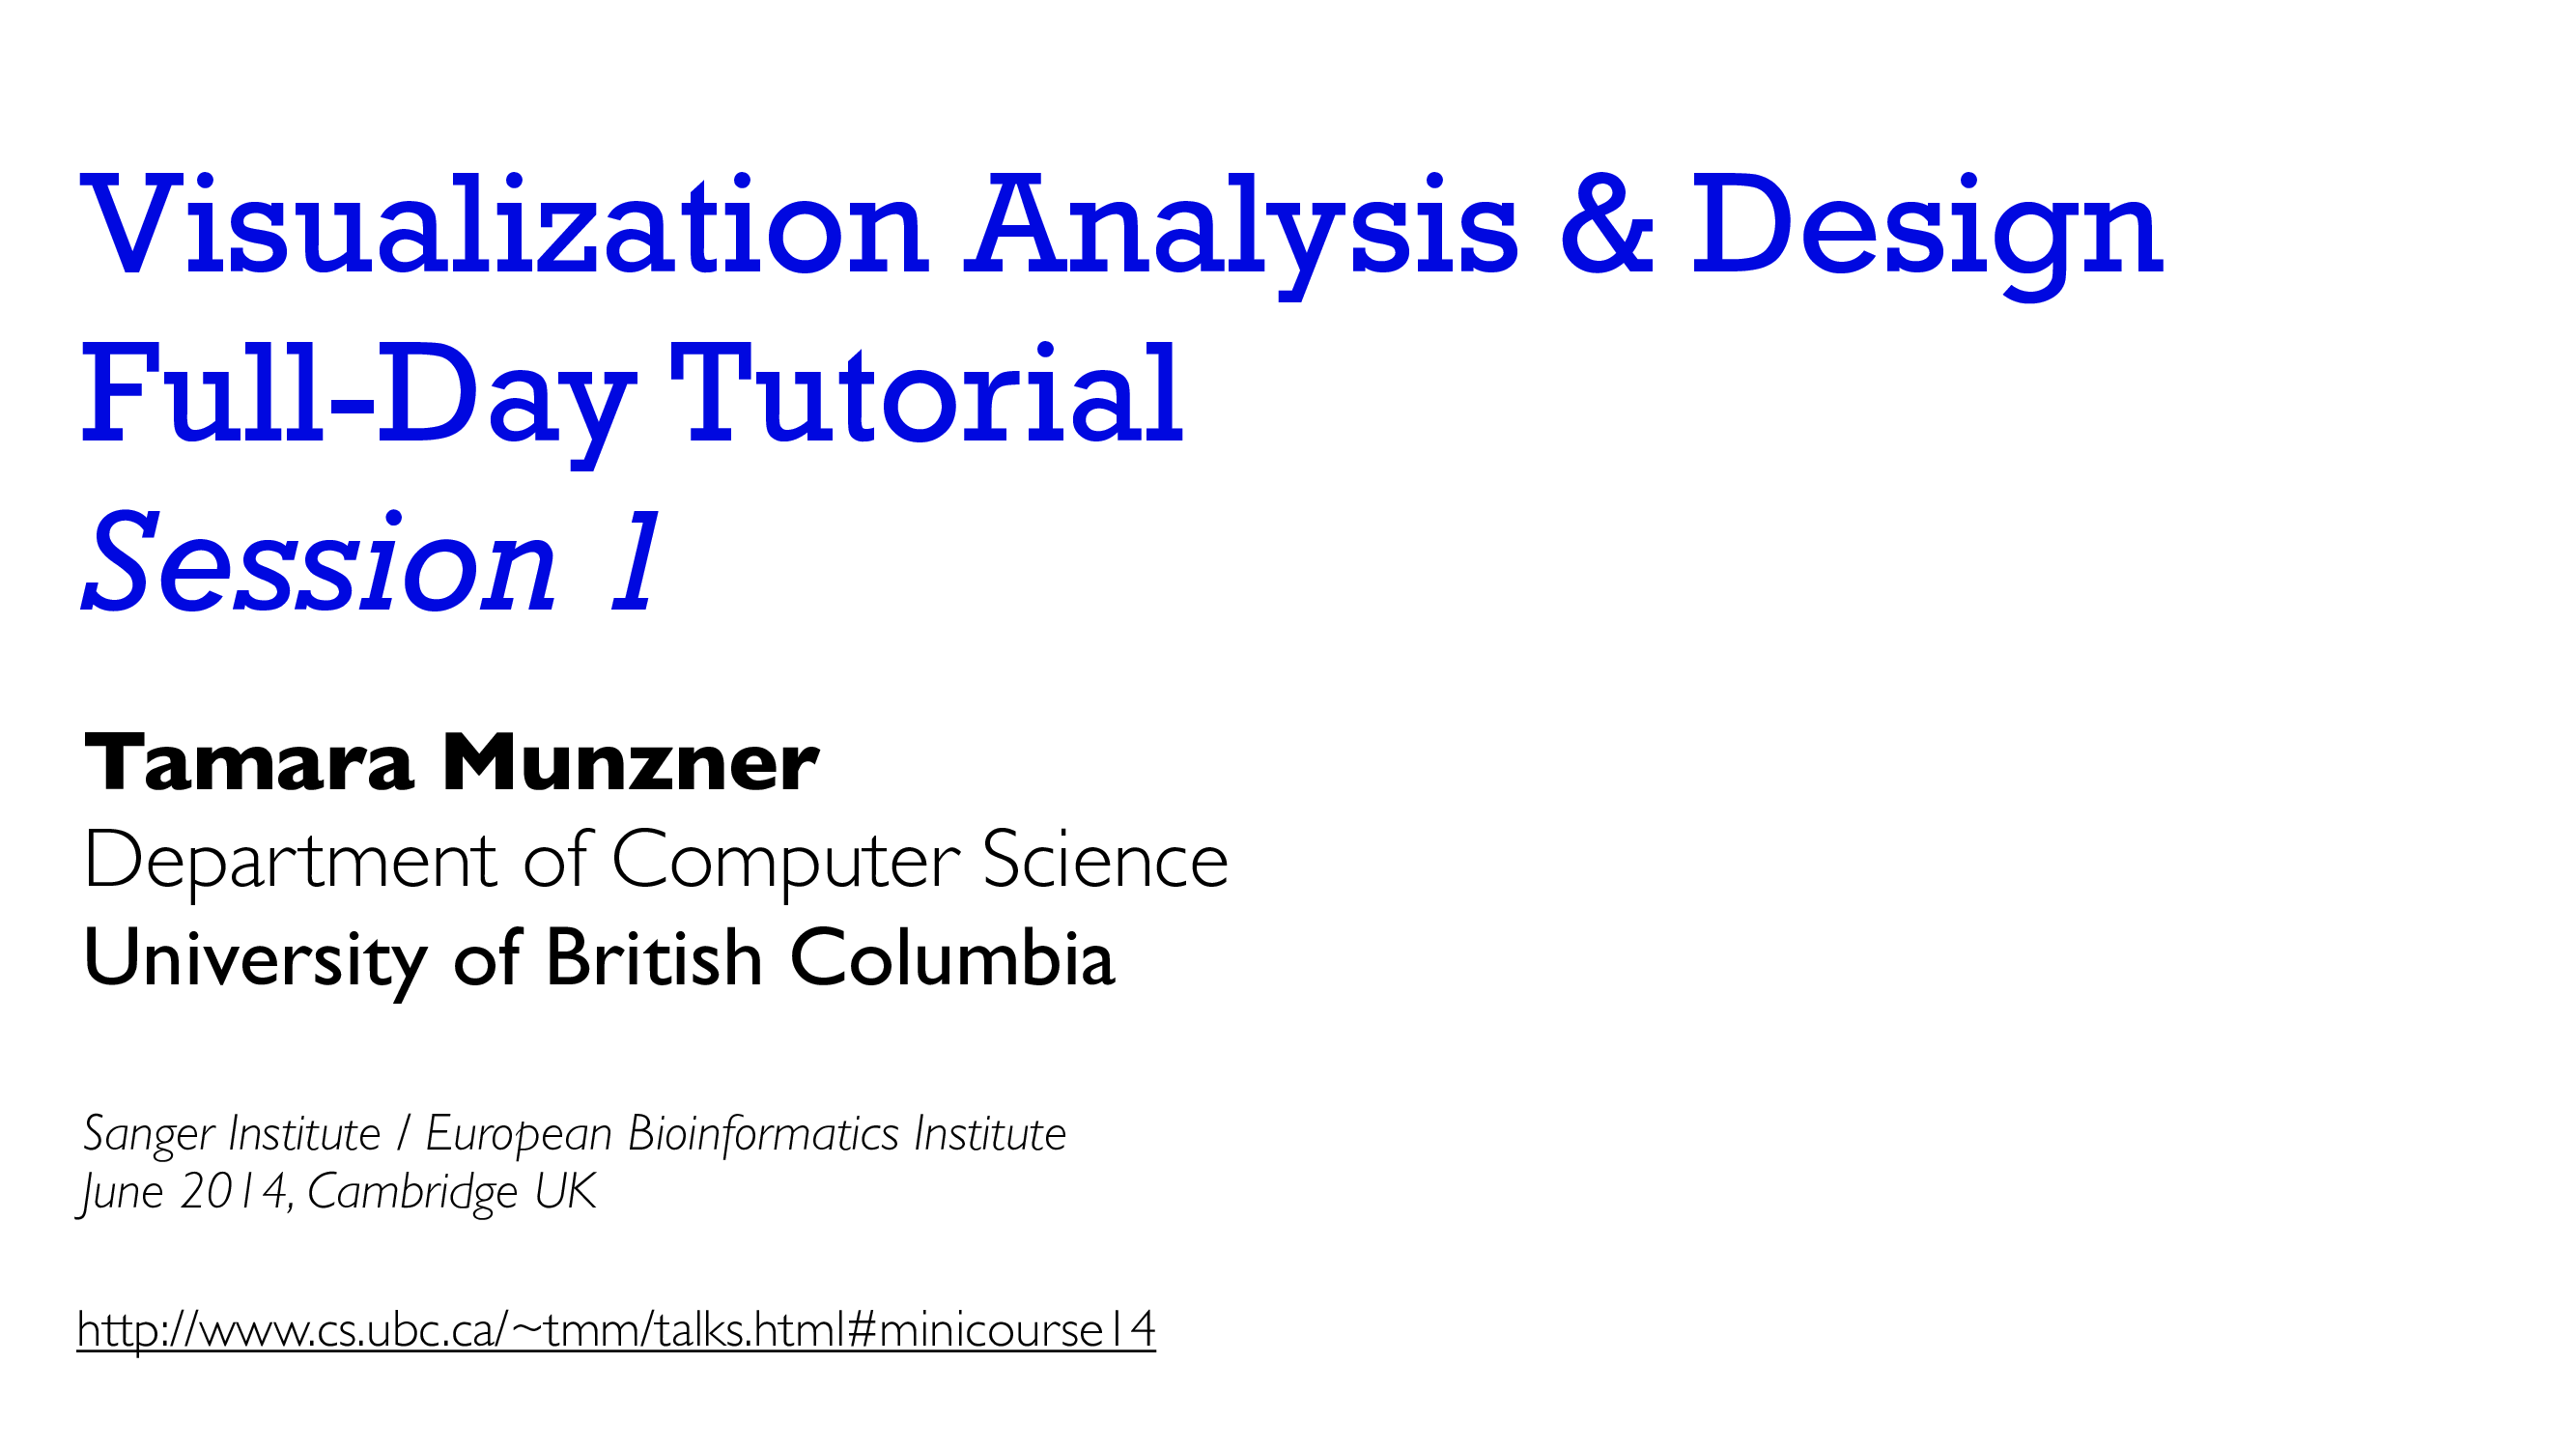 Visualization Analysis & Design
Full-Day Tutorial
Session 1
Tamara Munzner
Department of Computer Science
University of British Columbia
Sanger Institute / European Bioinformatics Institute
June 2014, Cambridge UK
http://www.cs.ubc.ca/~tmm/talks.html#minicourse14